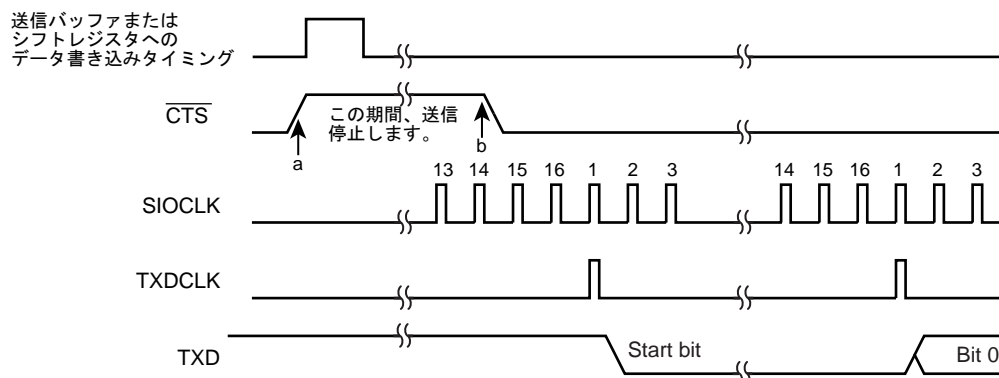 送信バッファまたは
シフトレジスタへの
データ書き込みタイミング
CTS
この期間、送信
停止します。
a
b
13 14 15 16 1 2 3 14 15 16 1 2 3
SIOCLK
TXDCLK
TXD
Start bit
Bit 0